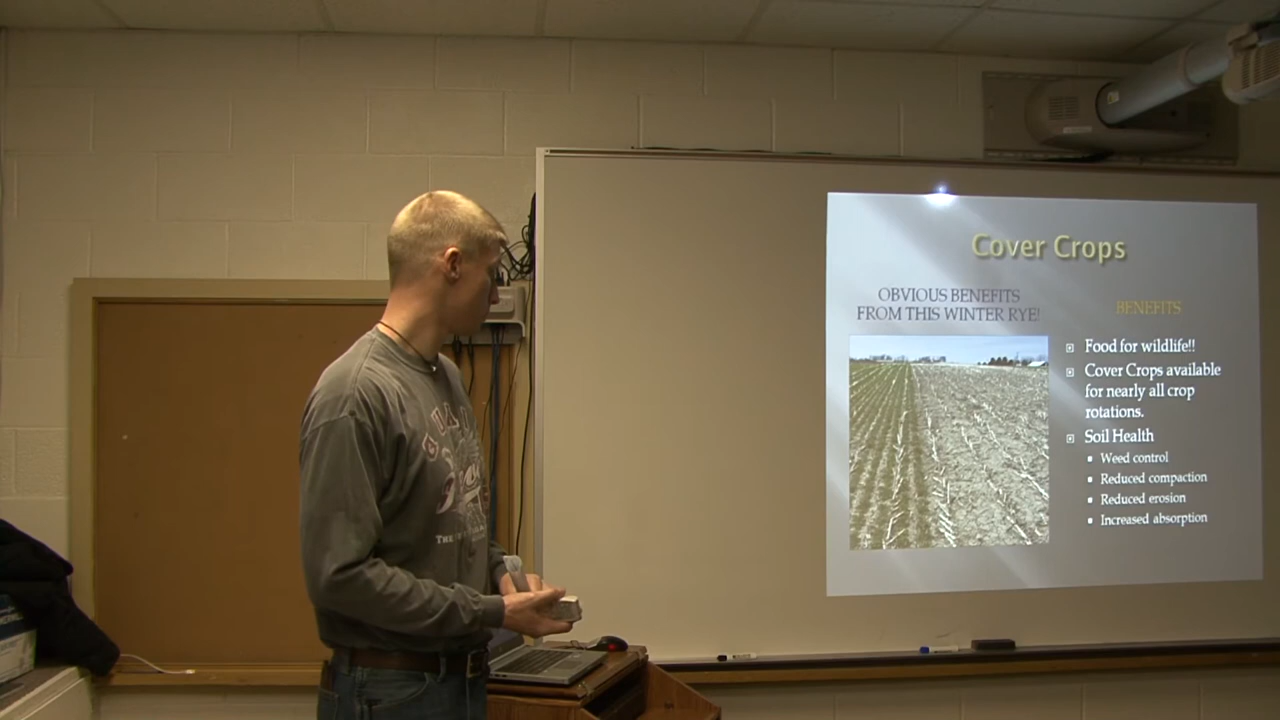 Cover Crops
OBVIOUS BENEFITS
FROM THIS WINTER RYE!
BENEFITS
Food for wildlife!!
Cover Crops available
for nearly all crop
rotations.
Soil Health
Weed control
Reduced compaction
Reduced erosion
Increased absorption